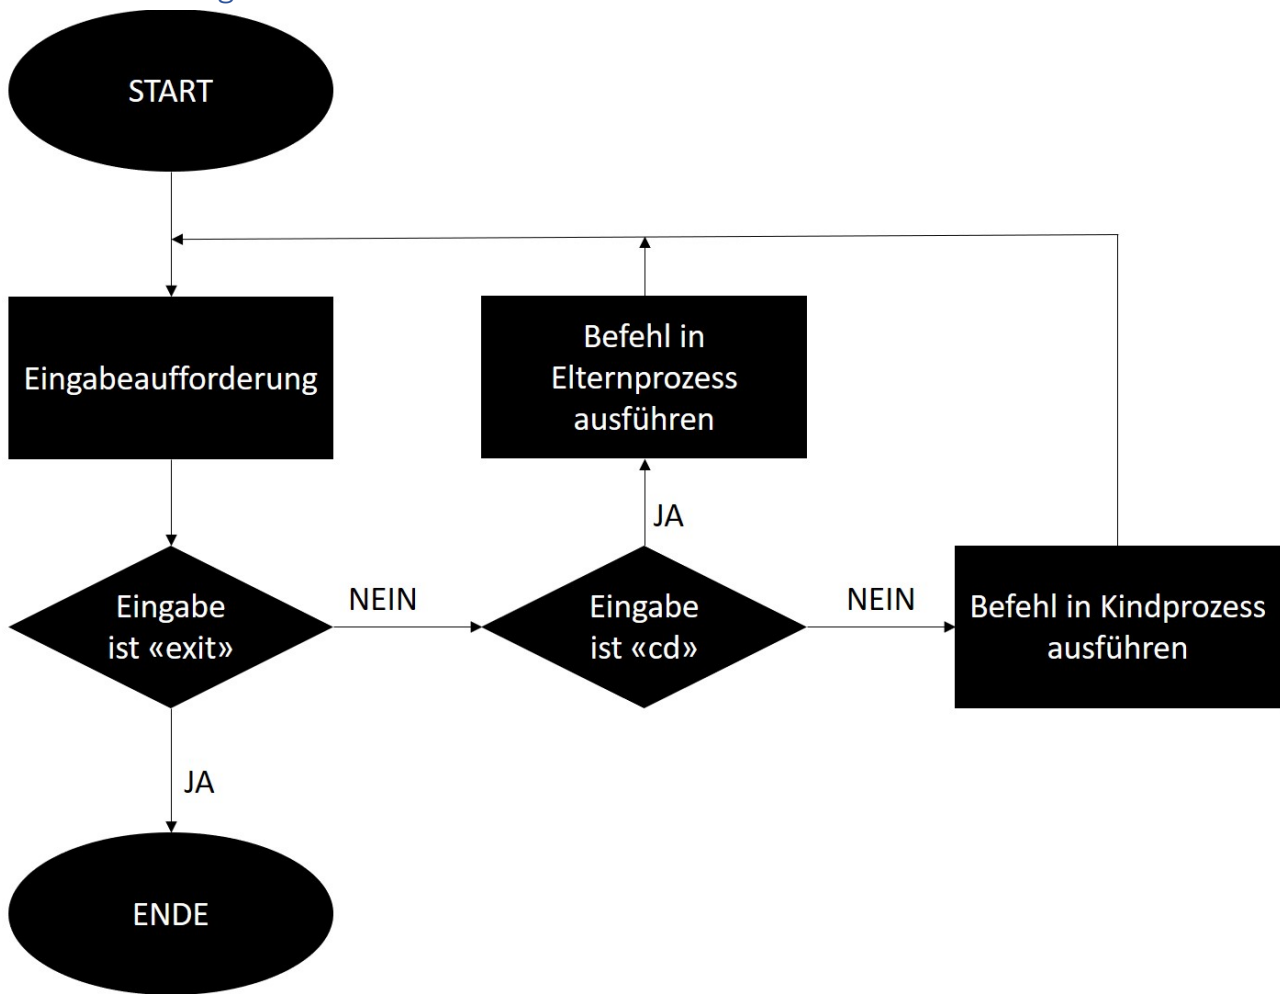 START
Eingabeaufforderung
Befehl in
Elternprozess
ausführen
JA
Eingabe
ist «exit»
NEIN
Eingabe
ist «cd»
NEIN
Befehl in Kindprozess
ausführen
JA
ENDE